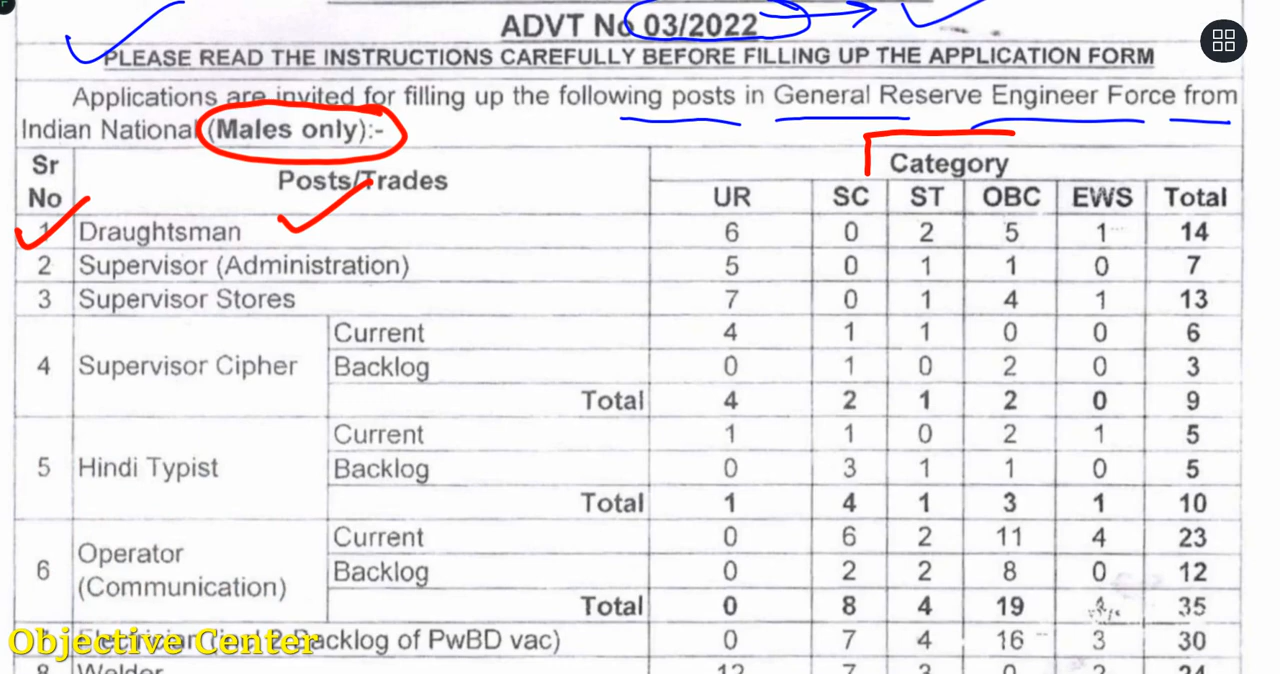 ADVT No 03/2022
PLEASE READ THE INSTRUCTIONS CAREFULLY BEFORE FILLING UP THE APPLICATION FORM
Applications are invited for filling up the following posts in General Reserve Engineer Force from
Indian National (Males only):-
Sr No Posts/Trades Category
UR SC ST OBC EWS Total
1 Draughtsman 6 0 2 5 1 14
2 Supervisor (Administration) 5 0 1 1 0 7
3 Supervisor Stores 7 0 1 4 1 13
4 Supervisor Cipher Current 4 1 1 0 0 6
Backlog 0 1 0 2 0 3
Total 4 2 1 2 0 9
5 Hindi Typist Current 1 1 0 2 1 5
Backlog 0 3 1 1 0 5
Total 1 4 1 3 1 10
6 Operator (Communication) Current 0 6 2 11 4 23
Backlog 0 2 2 8 0 12
Total 0 8 4 19 35
Backlog of PwBD vac) 0 7 4 16 3 30
Objective Center
Welder